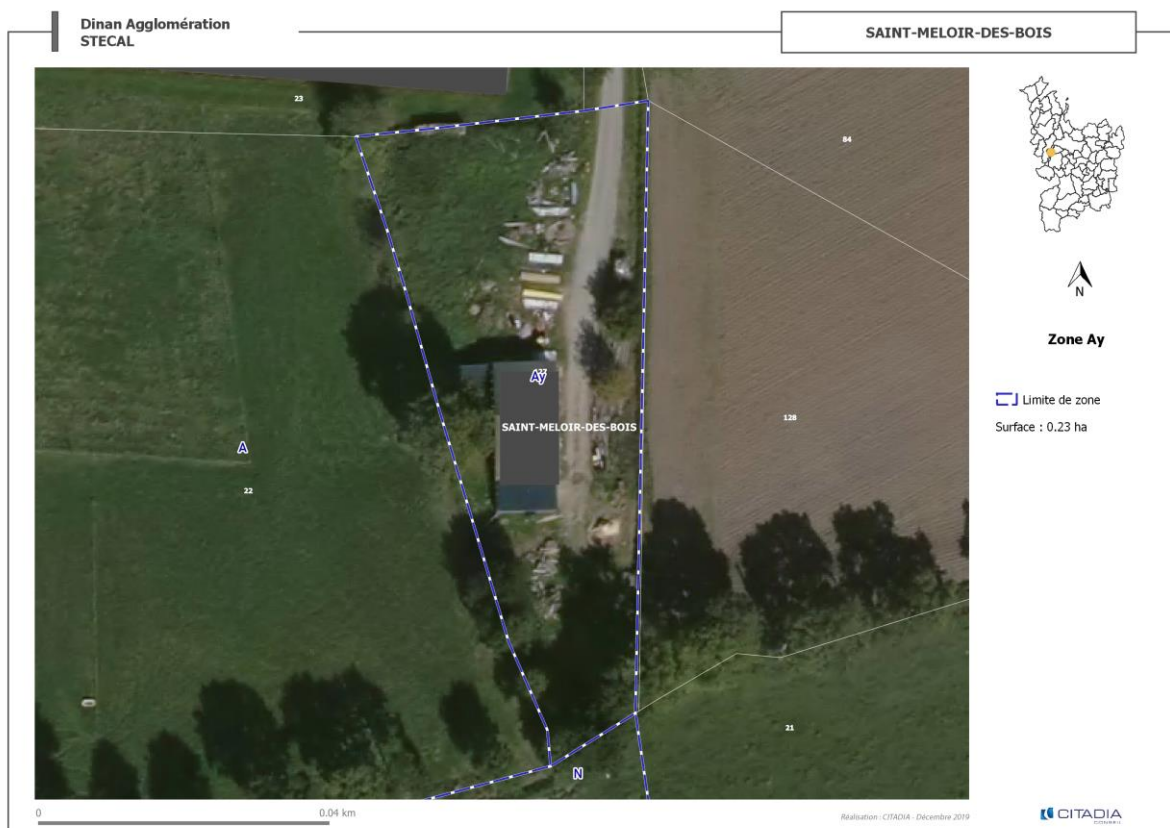 Dinan Agglomération
STECAL
SAINT-MELOIR-DES-BOIS
23
84
N
Zone Ay
Limite de zone
Surface : 0.23 ha
Ay
SAINT-MELOIR-DES-BOIS
128
A
22
21
N
0
0.04 km
Réalisation : CITADIA - Décembre 2019
CITADIA
CONSEIL